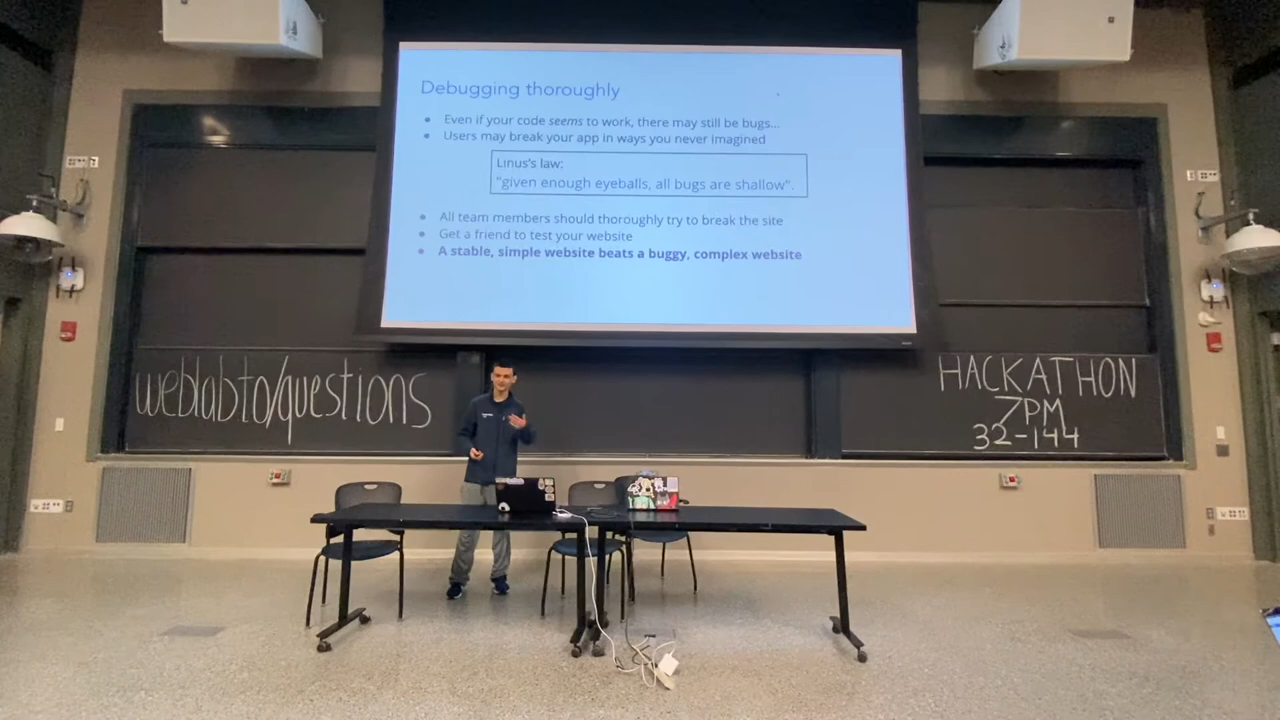 Debugging thoroughly
Even if your code seems to work, there may still be bugs...
Users may break your app in ways you never imagined
Linus's law:
"given enough eyeballs, all bugs are shallow".
All team members should thoroughly try to break the site
Get a friend to test your website
A stable, simple website beats a buggy, complex website
weblab.to/questions
HACKATHON
7PM
32-144